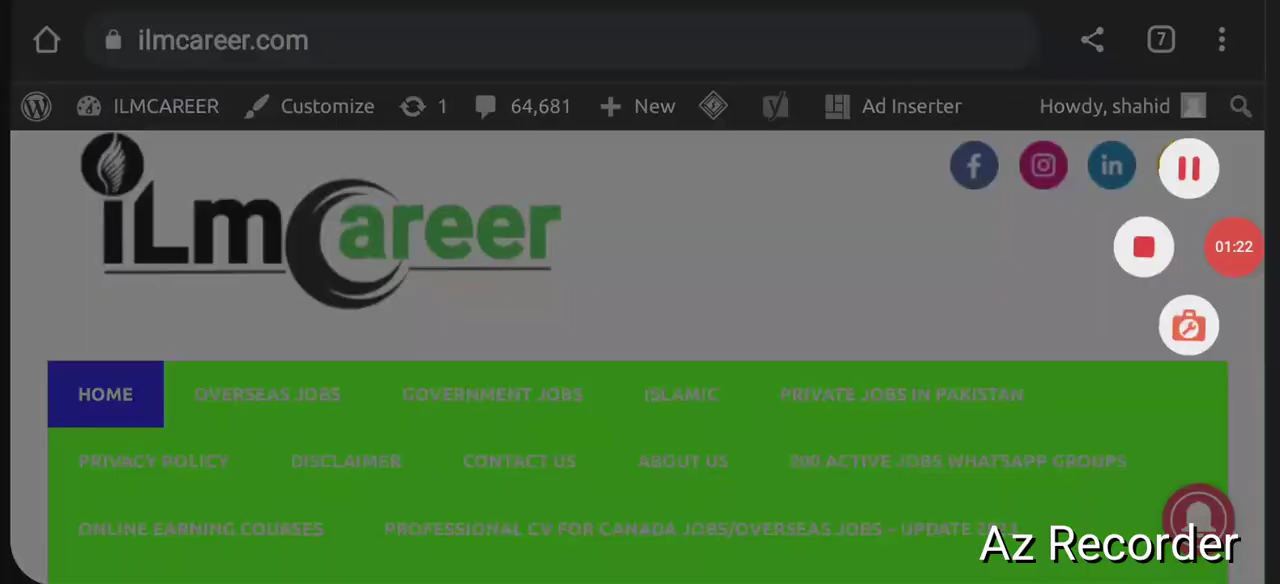 ilmcareer.com
7
ILMCAREER Customize 1 64,681 New Ad Inserter Howdy, shahid
iLmCareer
01:22
HOME OVERSEAS JOBS GOVERNMENT JOBS ISLAMIC PRIVATE JOBS IN PAKISTAN
PRIVACY POLICY DISCLAIMER CONTACT US ABOUT US 200 ACTIVE JOBS WHATSAPP GROUPS
ONLINE EARNING COURSES PROFESSIONAL CV FOR CANADA JOBS/OVERSEAS JOBS – UPDATE
Az Recorder